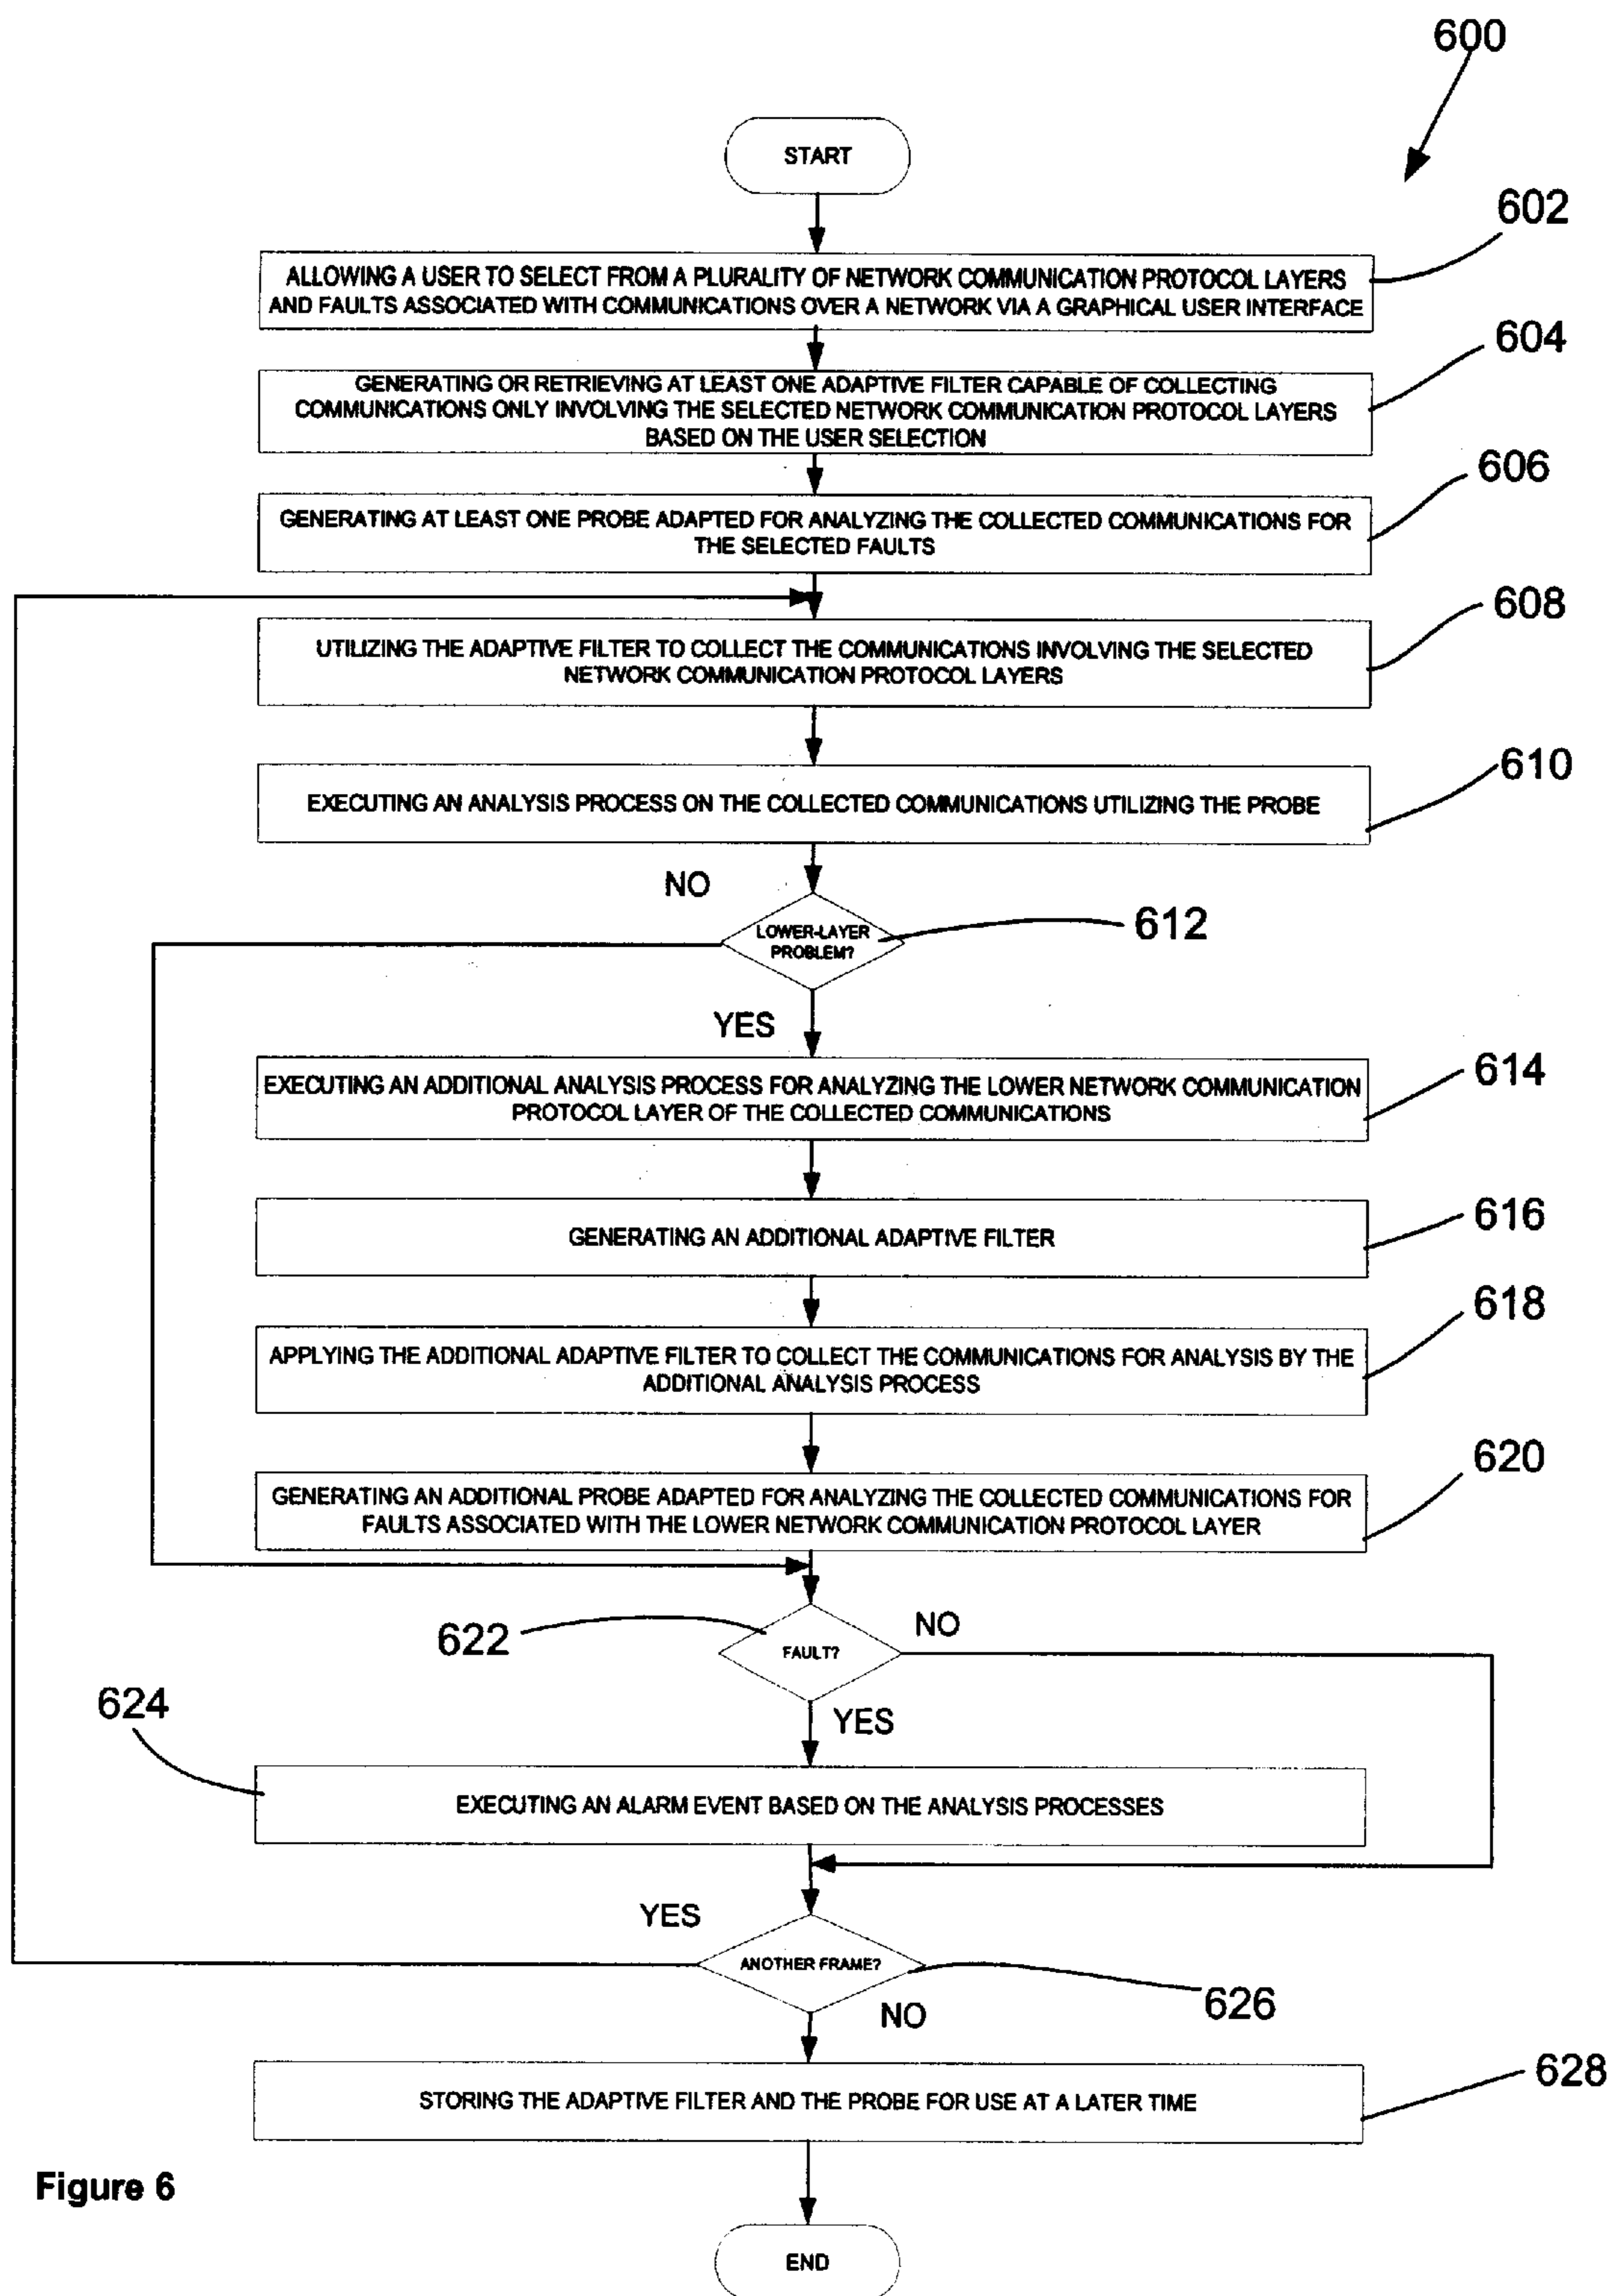 600
START
602
ALLOWING A USER TO SELECT FROM A PLURALITY OF NETWORK COMMUNICATION PROTOCOL LAYERS
AND FAULTS ASSOCIATED WITH COMMUNICATIONS OVER A NETWORK VIA A GRAPHICAL USER INTERFACE
604
GENERATING OR RETRIEVING AT LEAST ONE ADAPTIVE FILTER CAPABLE OF COLLECTING
COMMUNICATIONS ONLY INVOLVING THE SELECTED NETWORK COMMUNICATION PROTOCOL LAYERS
BASED ON THE USER SELECTION
606
GENERATING AT LEAST ONE PROBE ADAPTED FOR ANALYZING THE COLLECTED COMMUNICATIONS FOR
THE SELECTED FAULTS
608
UTILIZING THE ADAPTIVE FILTER TO COLLECT THE COMMUNICATIONS INVOLVING THE SELECTED
NETWORK COMMUNICATION PROTOCOL LAYERS
610
EXECUTING AN ANALYSIS PROCESS ON THE COLLECTED COMMUNICATIONS UTILIZING THE PROBE
NO
612
LOWER-LAYER
PROBLEM?
YES
614
EXECUTING AN ADDITIONAL ANALYSIS PROCESS FOR ANALYZING THE LOWER NETWORK COMMUNICATION
PROTOCOL LAYER OF THE COLLECTED COMMUNICATIONS
616
GENERATING AN ADDITIONAL ADAPTIVE FILTER
618
APPLYING THE ADDITIONAL ADAPTIVE FILTER TO COLLECT THE COMMUNICATIONS FOR ANALYSIS BY THE
ADDITIONAL ANALYSIS PROCESS
620
GENERATING AN ADDITIONAL PROBE ADAPTED FOR ANALYZING THE COLLECTED COMMUNICATIONS FOR
FAULTS ASSOCIATED WITH THE LOWER NETWORK COMMUNICATION PROTOCOL LAYER
622
FAULT?
NO
YES
624
EXECUTING AN ALARM EVENT BASED ON THE ANALYSIS PROCESSES
YES
ANOTHER FRAME?
626
NO
628
STORING THE ADAPTIVE FILTER AND THE PROBE FOR USE AT A LATER TIME
Figure 6
END